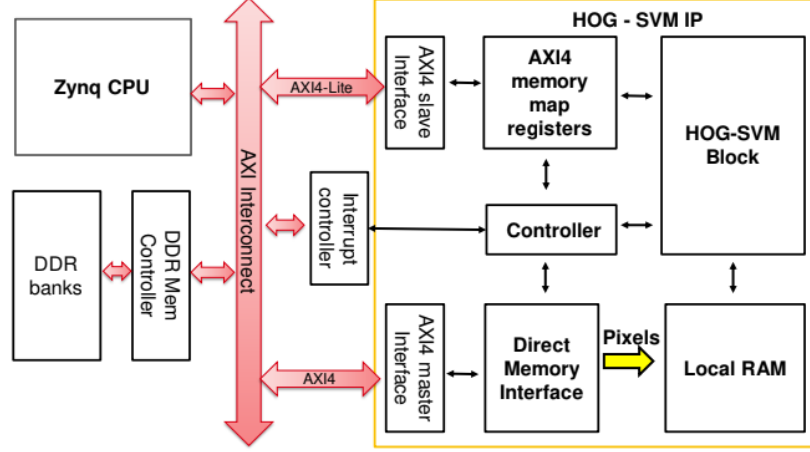 HOG - SVM IP
Zynq CPU
AXI Interconnect
AXI4-Lite
AXI4 slave
Interface
AXI4
memory
map
registers
HOG-SVM
Block
DDR
banks
DDR Mem
Controller
Interrupt
controller
Controller
AXI4
AXI4 master
Interface
Direct
Memory
Interface
Pixels
Local RAM